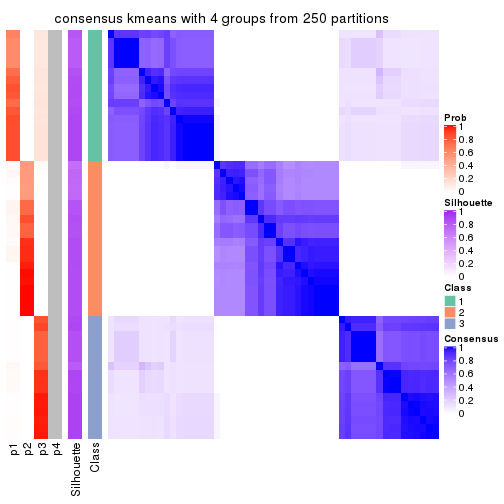 consensus kmeans with 4 groups from 250 partitions
Prob
1
0.8
0.6
0.4
0.2
0
Silhouette
1
0.8
0.6
0.4
0.2
0
Class
1
2
3
Consensus
1
0.8
0.6
0.4
0.2
0
p1
p2
p3
p4
Silhouette
Class